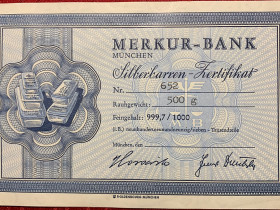 MERKUR-BANK
MÜNCHEN
Silberbarren-Zertifikat
Nr. 652
Rauhgewicht: 500 g
Feingehalt: 999,7 / 1000
München, den